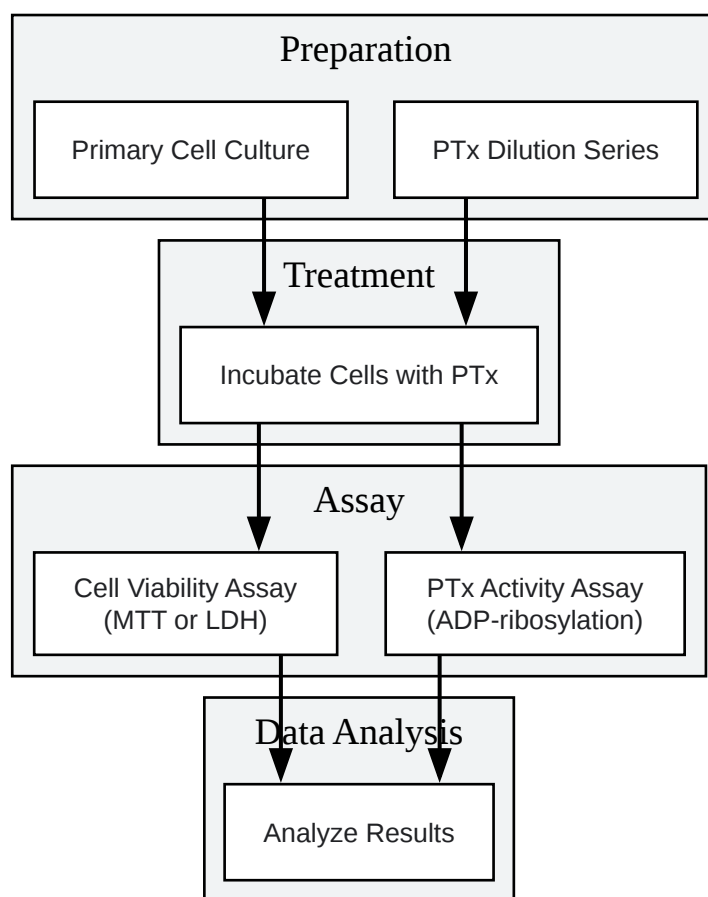 Preparation
Primary Cell Culture
PTx Dilution Series
Treatment
Incubate Cells with PTx
Assay
Cell Viability Assay
(MTT or LDH)
PTx Activity Assay
(ADP-ribosylation)
Data Analysis
Analyze Results